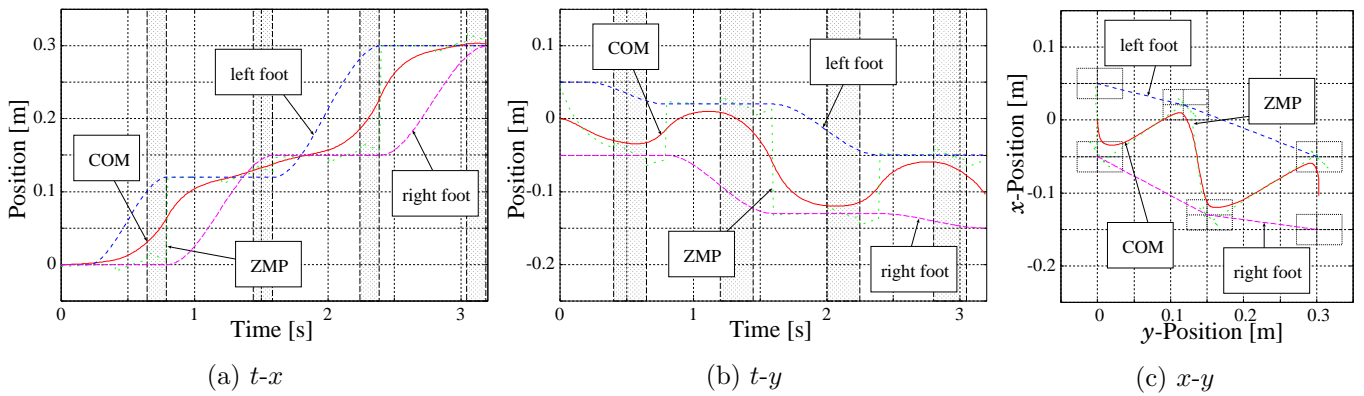 0.3
0.2
0.1
0
Position [m]
left foot
COM
right foot
ZMP
0
1
2
3
Time [s]
(a) t-x
0.1
0
-0.1
-0.2
Position [m]
COM
left foot
ZMP
right foot
0
1
2
3
Time [s]
(b) t-y
0.1
0
-0.1
-0.2
x-Position [m]
left foot
ZMP
COM
right foot
0
0.1
0.2
0.3
y-Position [m]
(c) x-y